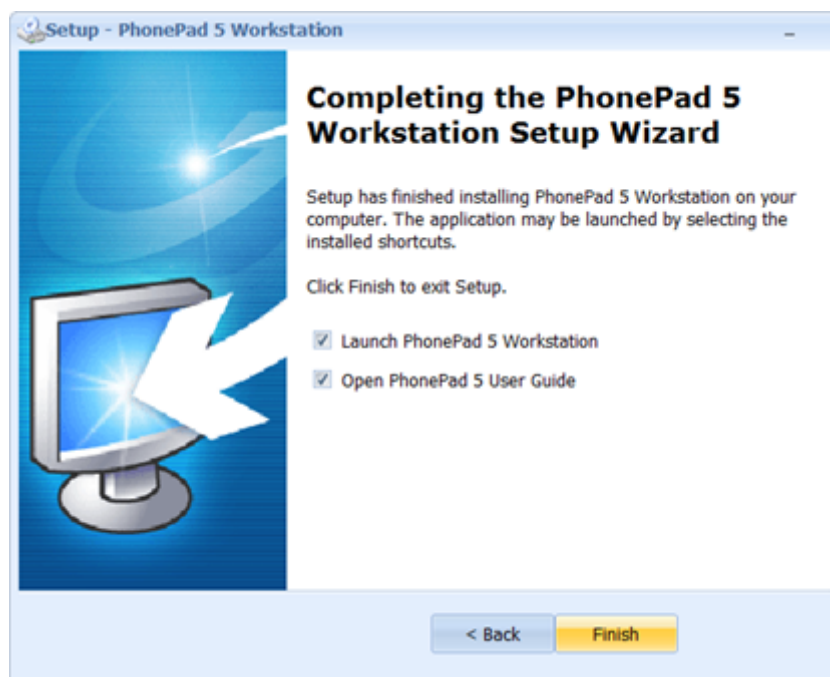 Setup - PhonePad 5 Workstation
Completing the PhonePad 5
Workstation Setup Wizard
Setup has finished installing PhonePad 5 Workstation on your
computer. The application may be launched by selecting the
installed shortcuts.
Click Finish to exit Setup.
Launch PhonePad 5 Workstation
Open PhonePad 5 User Guide
< Back Finish